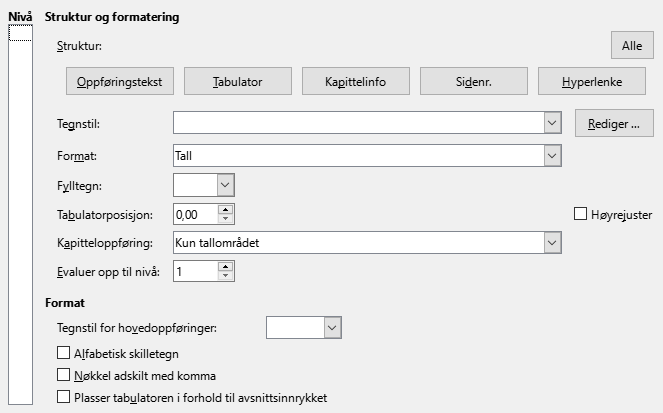 Nivå Struktur og formatering
Struktur: Alle
Oppføringstekst Tabulator Kapittelinfo Sidenr. Hyperlenke
Tegnstil: Rediger ...
Format: Tall
Fylltegn:
Tabulatorposisjon: 0,00 Høyrejuster
Kapitteloppføring: Kun tallområdet
Evaluer opp til nivå: 1
Format
Tegnstil for hovedoppføringer:
Alfabetisk skilletegn
Nøkkel adskilt med komma
Plasser tabulatoren i forhold til avsnittsinnrykket